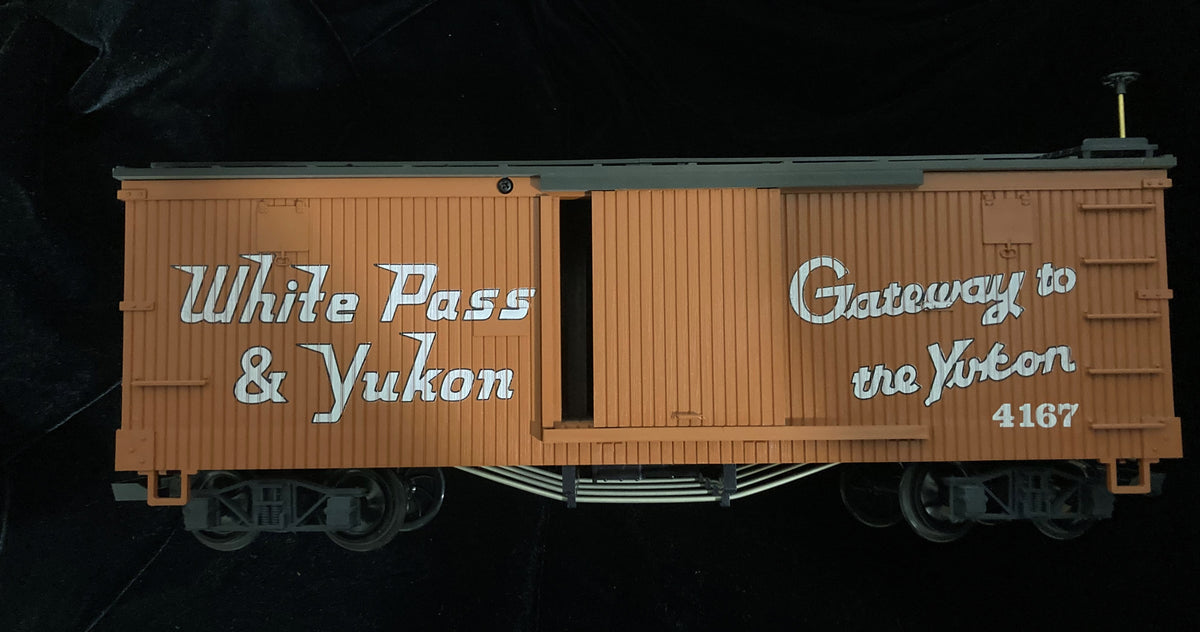 White Pass
& Yukon
Gateway to
the Yukon
4167